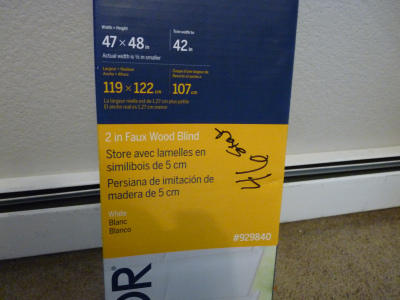 Width × Height
47 × 48 in
Actual width is ½ in smaller
Trim width to
42 in
Largeur × Hauteur
Ancho × Altura
119 × 122 cm
La largeur réelle est de 1,27 cm plus petite
El ancho real es 1,27 cm menor
107 cm
2 in Faux Wood Blind
Store avec lamelles en
similibois de 5 cm
Persiana de imitación de
madera de 5 cm
White
Blanc
Blanco
#929840
OR®